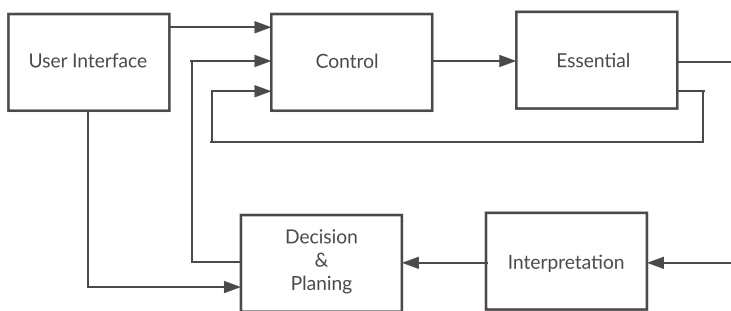 User Interface
Control
Essential
Decision
&
Planing
Interpretation